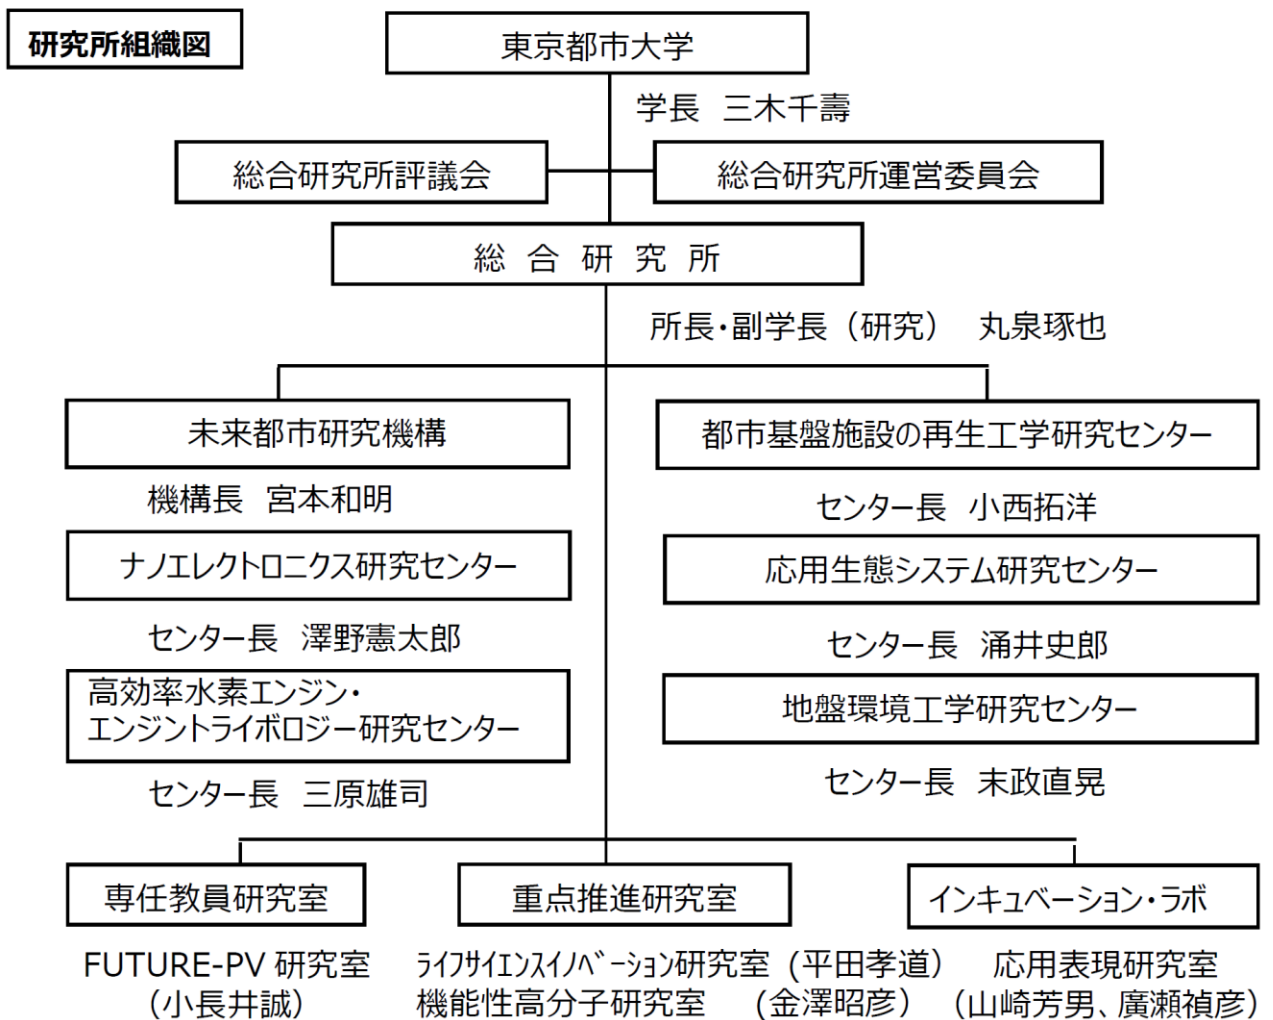 研究所組織図
東京都市大学
学長 三木千壽
総合研究所評議会
総合研究所運営委員会
総合研究所
所長・副学長（研究） 丸泉琢也
未来都市研究機構
都市基盤施設の再生工学研究センター
機構長 宮本和明
センター長 小西拓洋
ナノエレクトロニクス研究センター
応用生態システム研究センター
センター長 澤野憲太郎
センター長 涌井史郎
高効率水素エンジン・
エンジントライボロジー研究センター
地盤環境工学研究センター
センター長 三原雄司
センター長 末政直晃
専任教員研究室
重点推進研究室
インキュベーション・ラボ
FUTURE-PV 研究室
（小長井誠）
ﾗｲﾌｻｲｴﾝｽｲﾉﾍﾞｰｼｮﾝ研究室（平田孝道）
機能性高分子研究室 （金澤昭彦）
応用表現研究室
（山崎芳男、廣瀬禎彦）